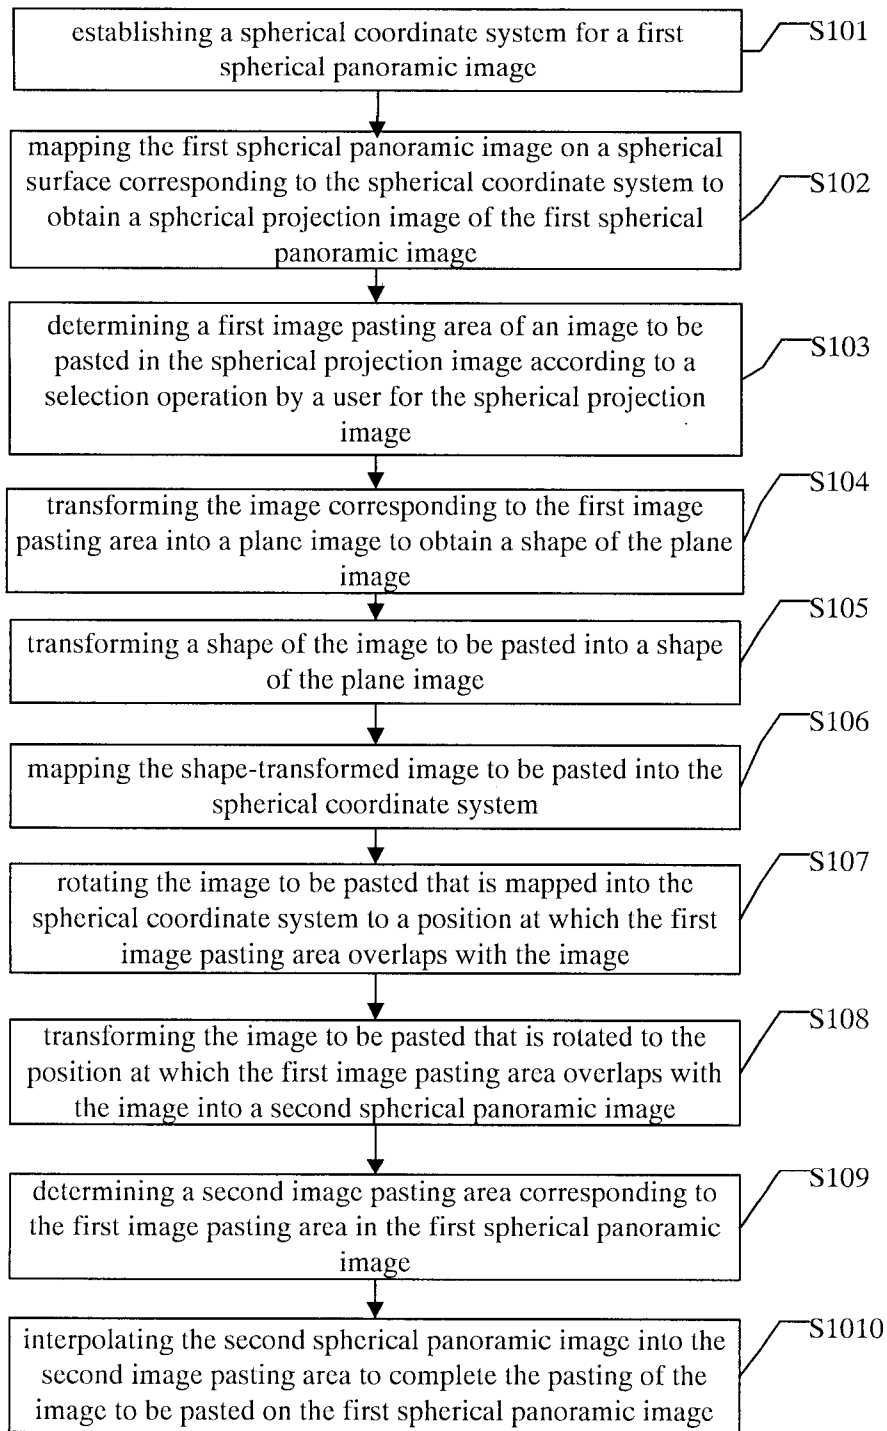 establishing a spherical coordinate system for a first
spherical panoramic image
S101
mapping the first spherical panoramic image on a spherical
surface corresponding to the spherical coordinate system to
obtain a spherical projection image of the first spherical
panoramic image
S102
determining a first image pasting area of an image to be
pasted in the spherical projection image according to a
selection operation by a user for the spherical projection
image
S103
transforming the image corresponding to the first image
pasting area into a plane image to obtain a shape of the plane
image
S104
transforming a shape of the image to be pasted into a shape
of the plane image
S105
mapping the shape-transformed image to be pasted into the
spherical coordinate system
S106
rotating the image to be pasted that is mapped into the
spherical coordinate system to a position at which the first
image pasting area overlaps with the image
S107
transforming the image to be pasted that is rotated to the
position at which the first image pasting area overlaps with
the image into a second spherical panoramic image
S108
determining a second image pasting area corresponding to
the first image pasting area in the first spherical panoramic
image
S109
interpolating the second spherical panoramic image into the
second image pasting area to complete the pasting of the
image to be pasted on the first spherical panoramic image
S1010